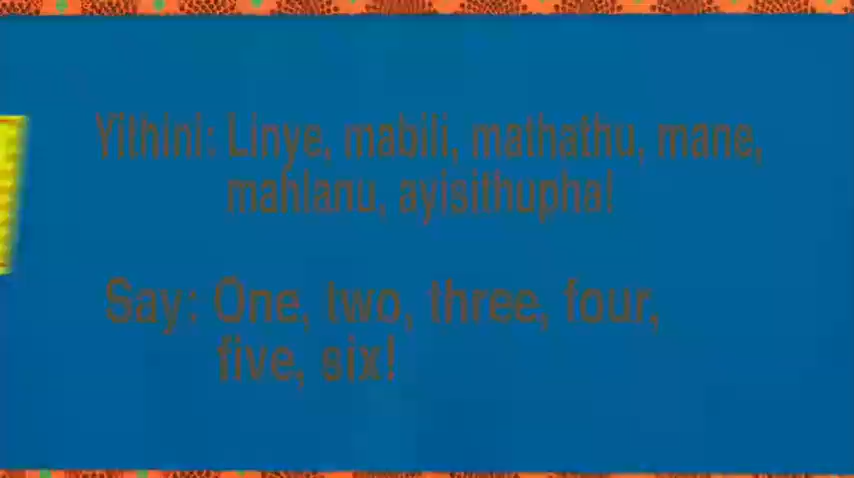 Yithini: Linye, mabili, mathathu, mane,
mahlanu, ayisithupha!
Say: One, two, three, four,
five, six!